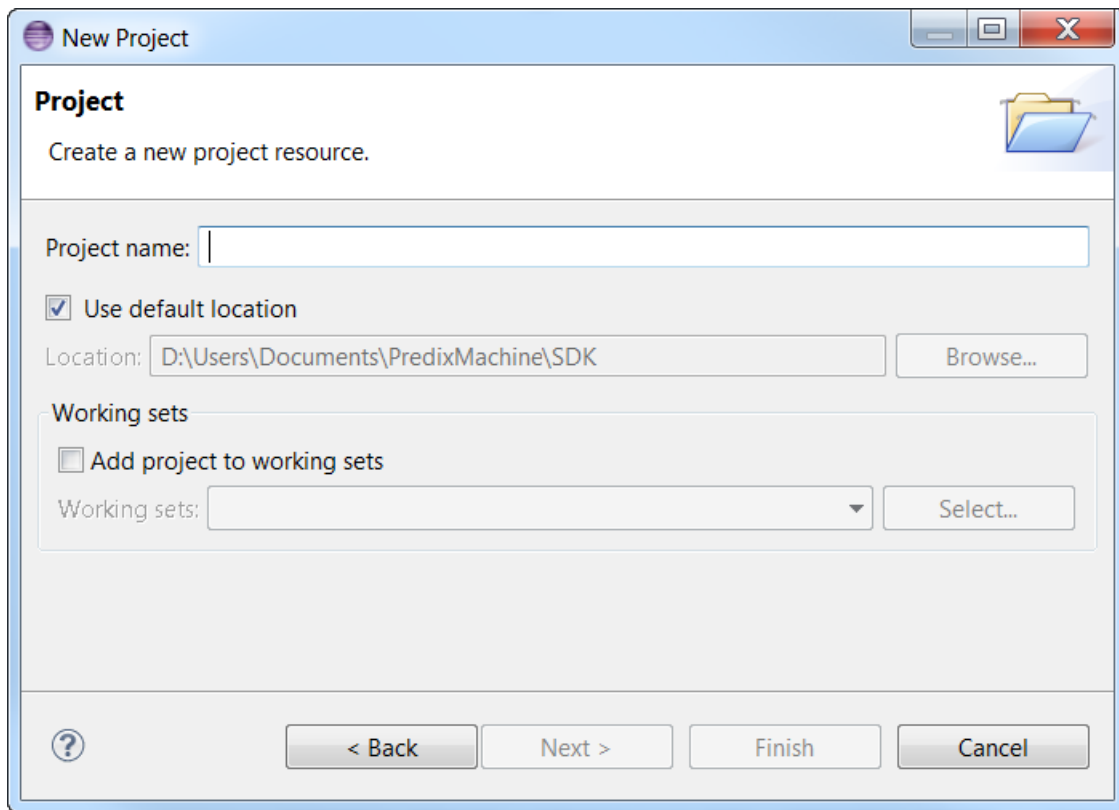 New Project
Project
Create a new project resource.
Project name:
Use default location
Location: D:\Users\Documents\PredixMachine\SDK Browse...
Working sets
Add project to working sets
Working sets: Select...
? < Back Next > Finish Cancel